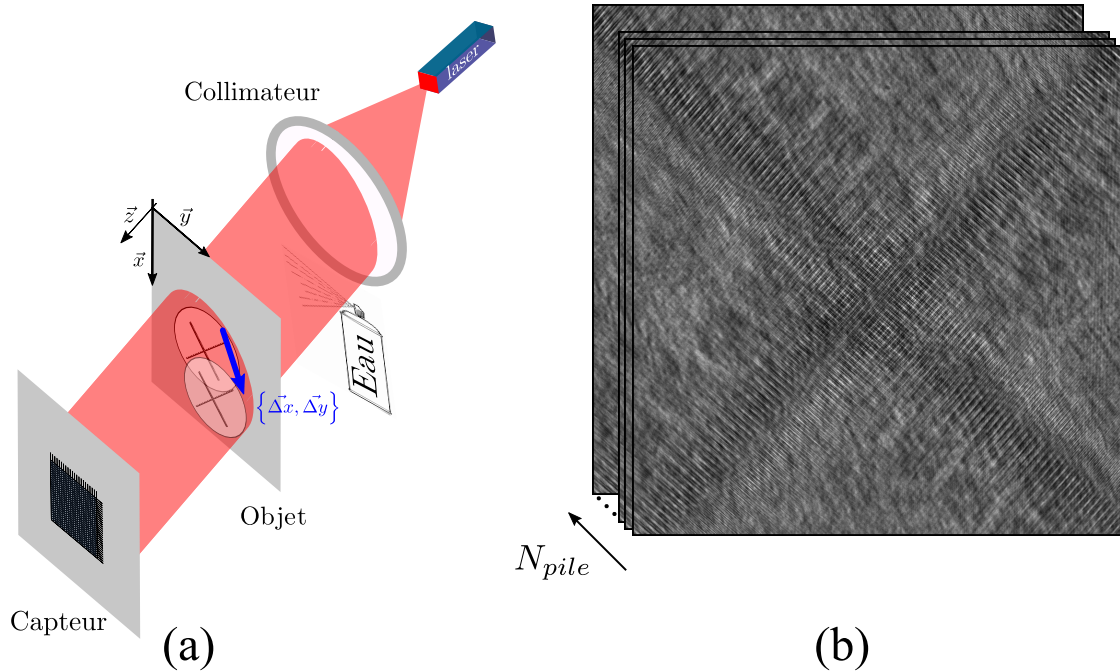 laser
Collimateur
z⃗
y⃗
x⃗
Eau
{Δ⃗x, Δ⃗y}
Objet
Capteur
N_pile
(a)
(b)